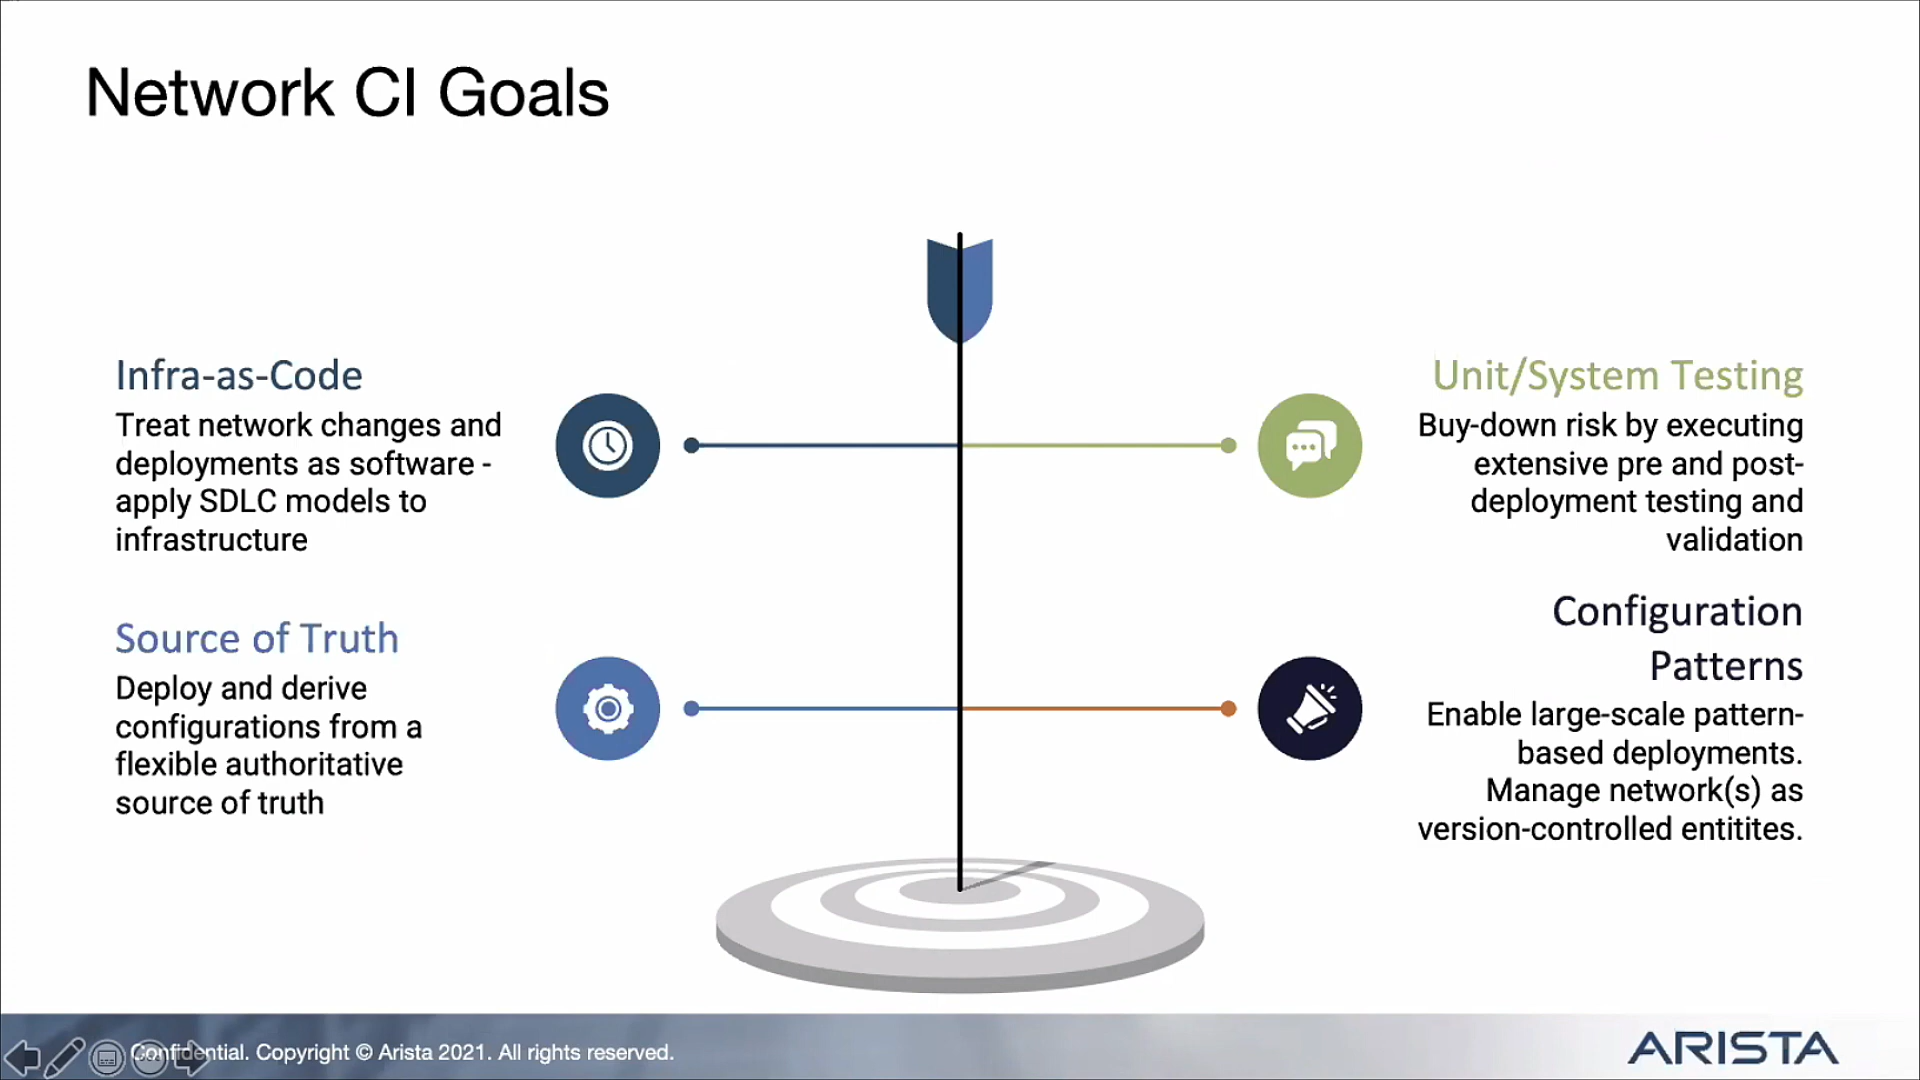 Network CI Goals
Infra-as-Code
Treat network changes and
deployments as software -
apply SDLC models to
infrastructure
Source of Truth
Deploy and derive
configurations from a
flexible authoritative
source of truth
Unit/System Testing
Buy-down risk by executing
extensive pre and post-
deployment testing and
validation
Configuration
Patterns
Enable large-scale pattern-
based deployments.
Manage network(s) as
version-controlled entitites.
Confidential. Copyright © Arista 2021. All rights reserved.
ARISTA